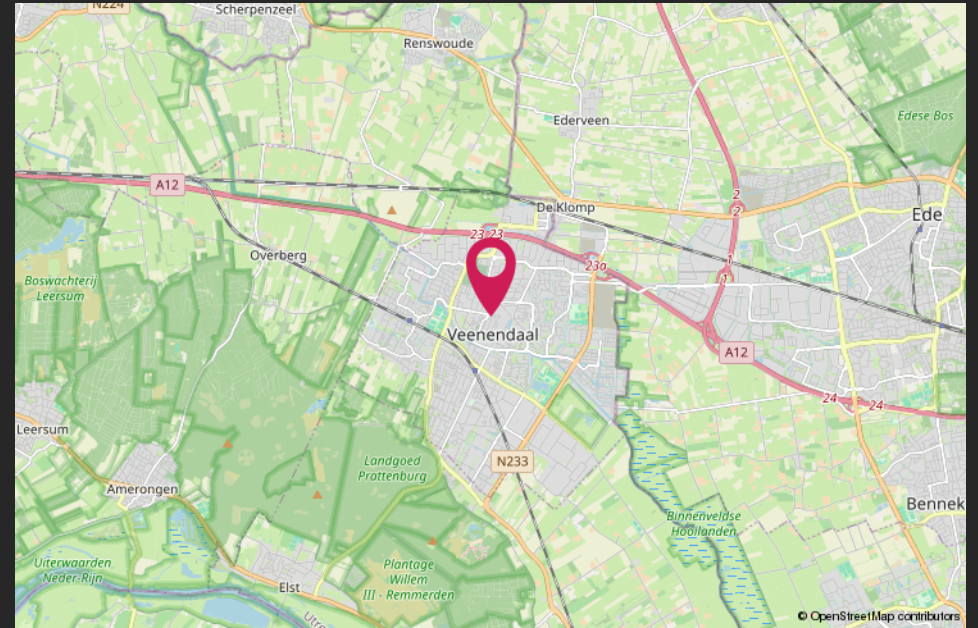 N224
Scherpenzeel
Renswoude
Edese Bos
Ederveen
A12
2
2
De Klomp
Ede
23 23
Overberg
23a
1
1
Boswachterij
Leersum
Veenendaal
A12
24
24
Leersum
N233
Landgoed
Prattenburg
Amerongen
Bennek
Binnenveldse
Hooilanden
Uiterwaarden
Neder-Rijn
Elst
Plantage
Willem
III - Remmerden
Utre
© OpenStreetMap contributors